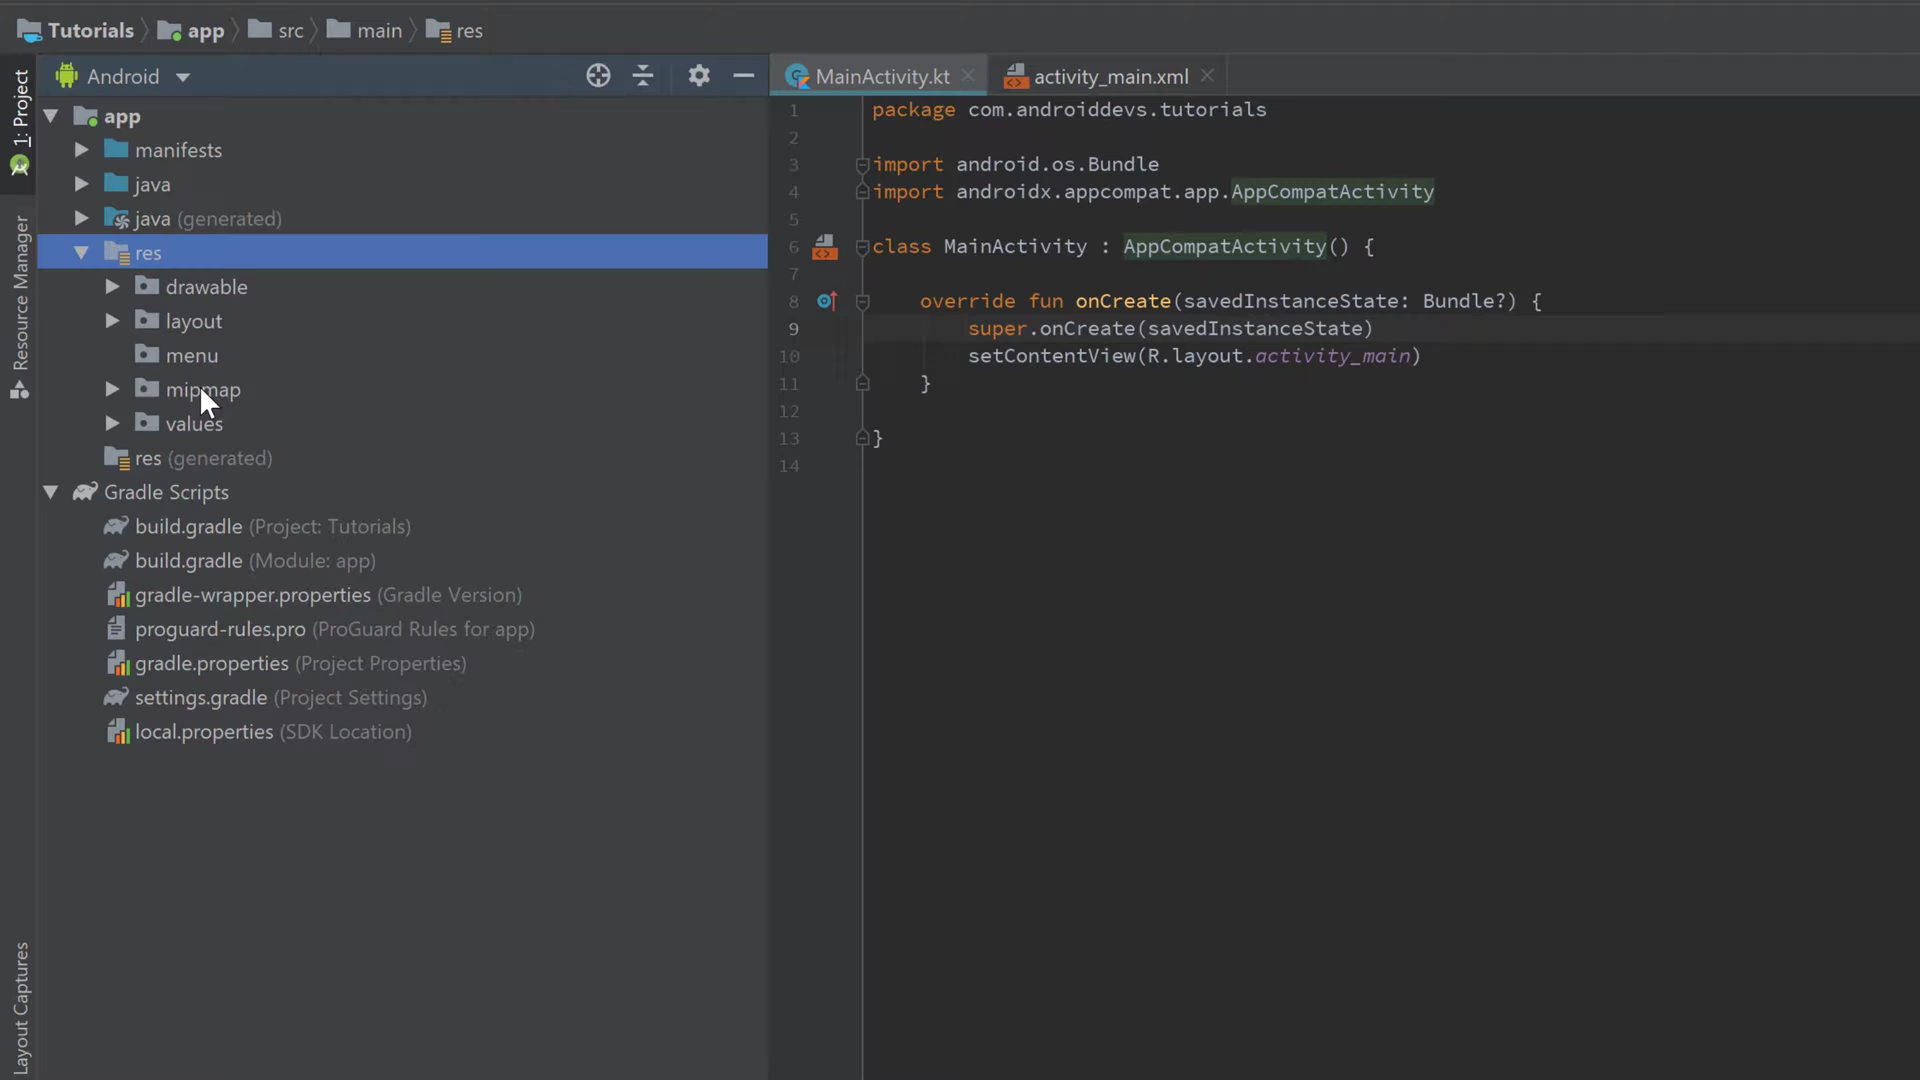 Tutorials app src main res
1: Project
Resource Manager
Layout Captures
Android
app
manifests
java
java (generated)
res
drawable
layout
menu
mipmap
values
res (generated)
Gradle Scripts
build.gradle (Project: Tutorials)
build.gradle (Module: app)
gradle-wrapper.properties (Gradle Version)
proguard-rules.pro (ProGuard Rules for app)
gradle.properties (Project Properties)
settings.gradle (Project Settings)
local.properties (SDK Location)
MainActivity.kt activity_main.xml
1 package com.androiddevs.tutorials
2
3 import android.os.Bundle
4 import androidx.appcompat.app.AppCompatActivity
5
6 class MainActivity : AppCompatActivity() {
7
8 override fun onCreate(savedInstanceState: Bundle?) {
9 super.onCreate(savedInstanceState)
10 setContentView(R.layout.activity_main)
11 }
12
13 }
14